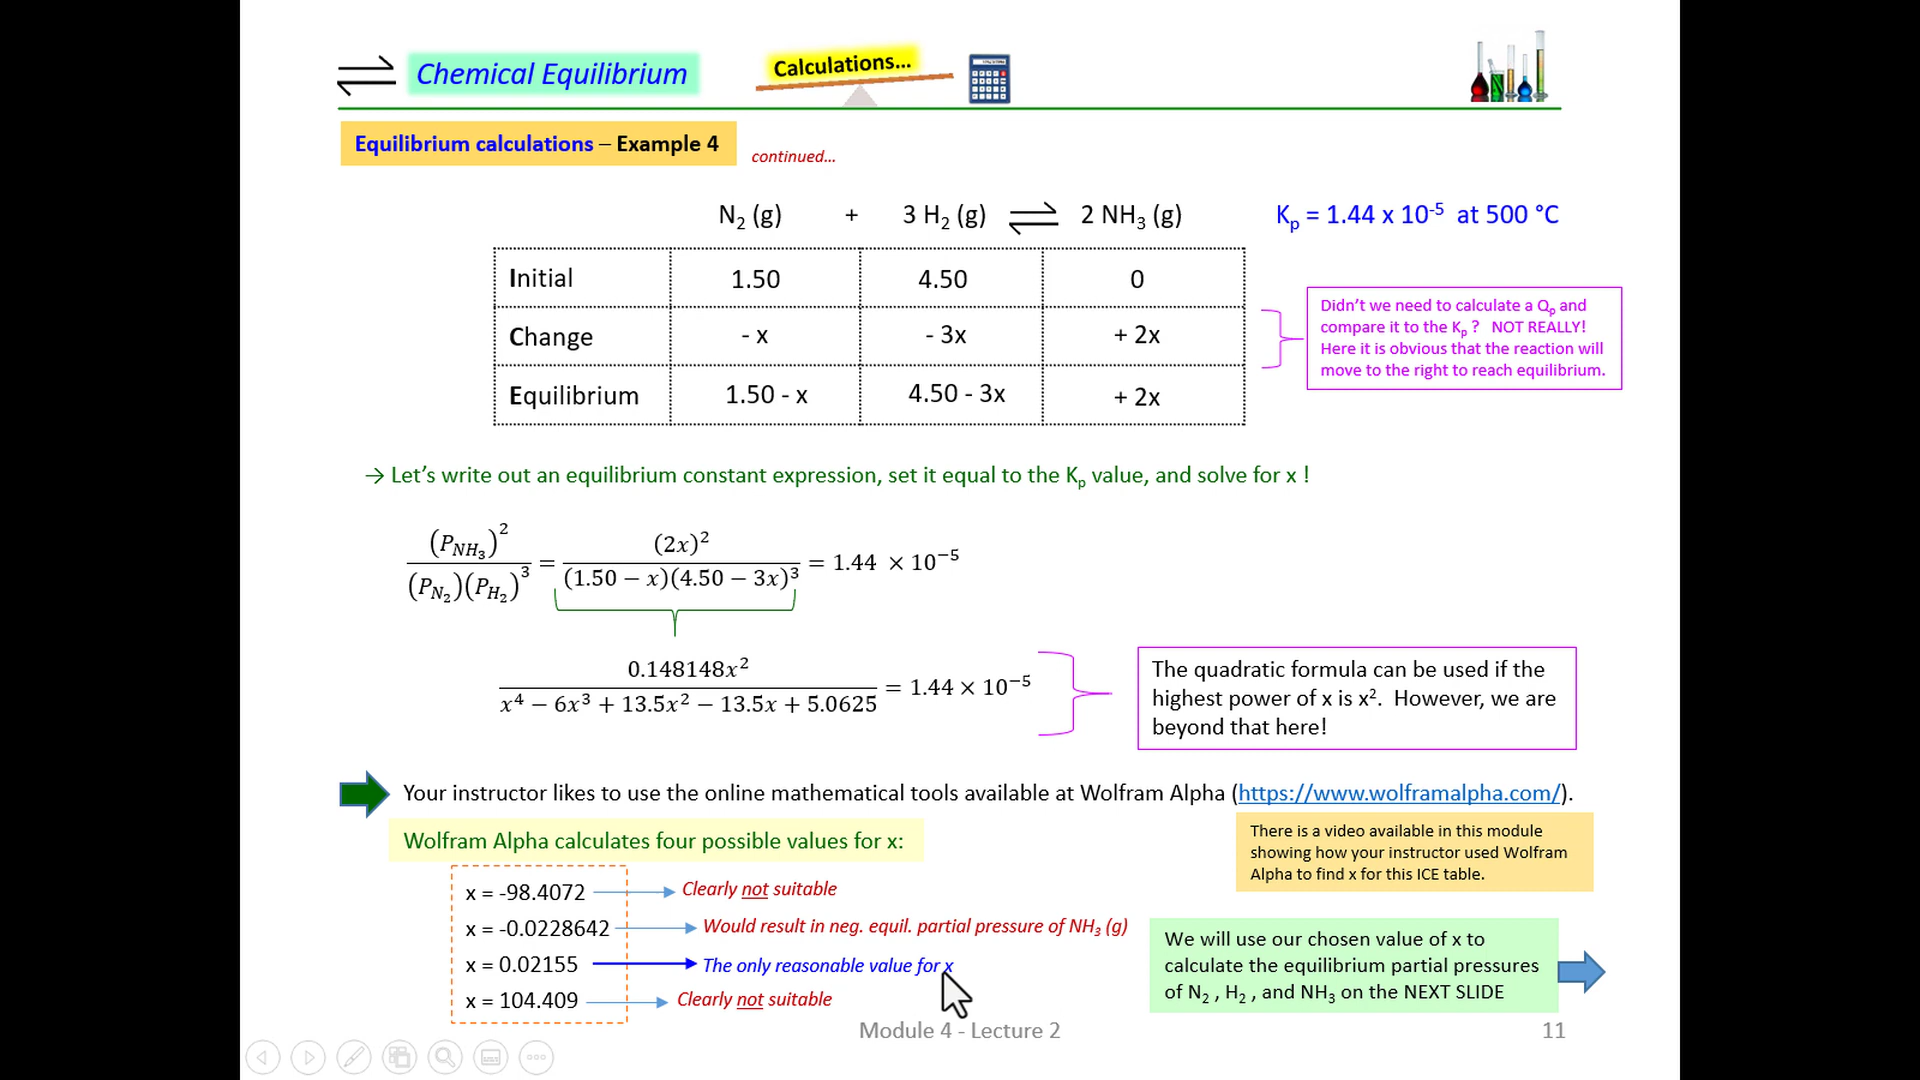 Chemical Equilibrium
Calculations...
Equilibrium calculations – Example 4
continued...
N₂ (g) + 3 H₂ (g) ⇌ 2 NH₃ (g) Kₚ = 1.44 x 10⁻⁵ at 500 °C
Initial 1.50 4.50 0
Change - x - 3x + 2x
Equilibrium 1.50 - x 4.50 - 3x + 2x
Didn't we need to calculate a Qₚ and
compare it to the Kₚ ? NOT REALLY!
Here it is obvious that the reaction will
move to the right to reach equilibrium.
→ Let's write out an equilibrium constant expression, set it equal to the Kₚ value, and solve for x !
(P_{NH₃})² / (P_{N₂})(P_{H₂})³ = (2x)² / (1.50 − x)(4.50 − 3x)³ = 1.44 × 10⁻⁵
0.148148x² / x⁴ − 6x³ + 13.5x² − 13.5x + 5.0625 = 1.44 × 10⁻⁵
The quadratic formula can be used if the
highest power of x is x². However, we are
beyond that here!
Your instructor likes to use the online mathematical tools available at Wolfram Alpha (https://www.wolframalpha.com/).
Wolfram Alpha calculates four possible values for x:
There is a video available in this module
showing how your instructor used Wolfram
Alpha to find x for this ICE table.
x = -98.4072 Clearly not suitable
x = -0.0228642 Would result in neg. equil. partial pressure of NH₃ (g)
x = 0.02155 The only reasonable value for x
x = 104.409 Clearly not suitable
We will use our chosen value of x to
calculate the equilibrium partial pressures
of N₂ , H₂ , and NH₃ on the NEXT SLIDE
Module 4 - Lecture 2
11